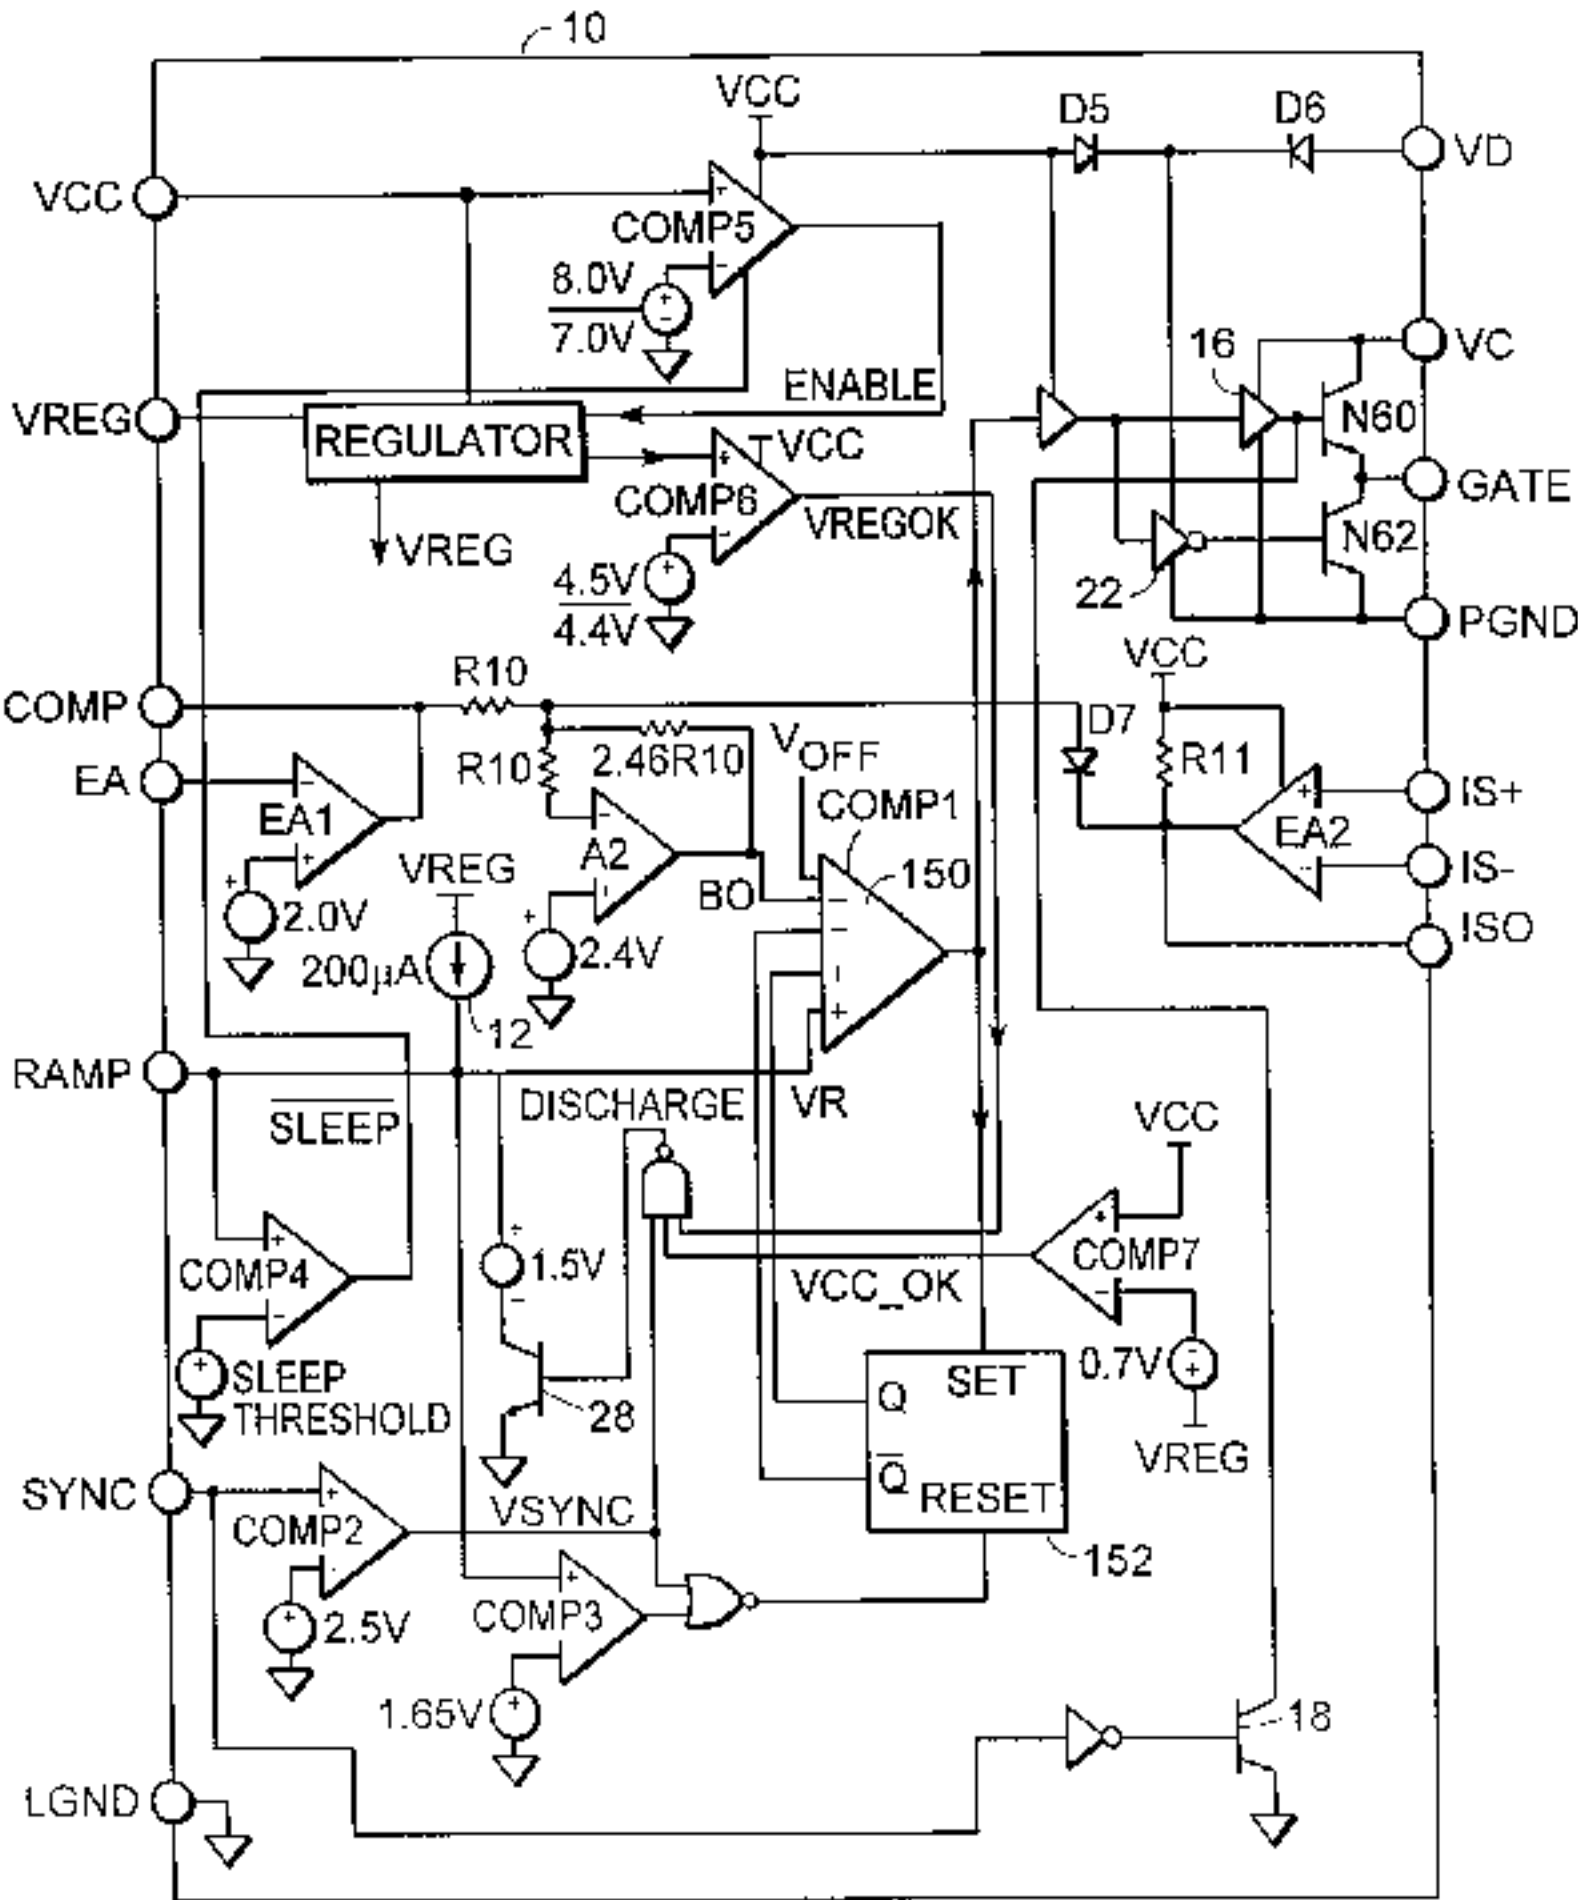 10
VCC
D5
D6
VD
VCC
COMP5
8.0V
7.0V
16
VC
ENABLE
VREG
REGULATOR
VCC
N60
COMP6
VREGOK
GATE
VREG
N62
4.5V
4.4V
22
PGND
VCC
R10
COMP
D7
VOFF
R10
2.46R10
R11
EA
COMP1
IS+
EA1
A2
EA2
VREG
150
IS-
BO
2.0V
ISO
200µA
2.4V
12
RAMP
DISCHARGE
VR
SLEEP
VCC
COMP4
1.5V
COMP7
VCC_OK
SLEEP
THRESHOLD
0.7V
SET
Q
28
Q
RESET
VREG
SYNC
VSYNC
COMP2
152
COMP3
2.5V
1.65V
18
LGND